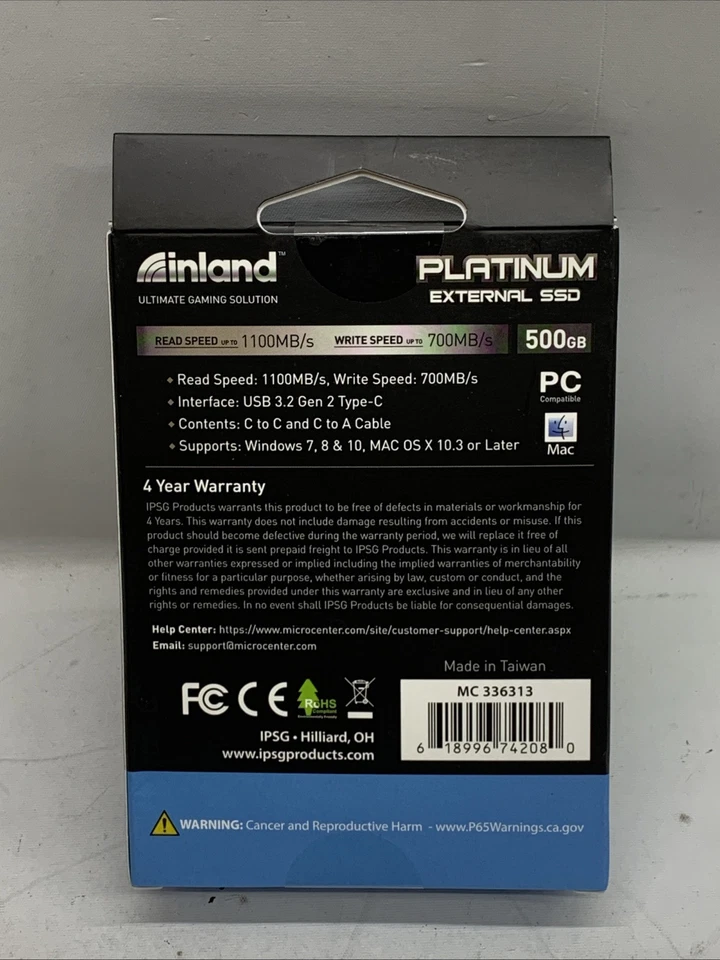 inland™
ULTIMATE GAMING SOLUTION
PLATINUM
EXTERNAL SSD
READ SPEED UP TO 1100MB/s WRITE SPEED UP TO 700MB/s
500GB
Read Speed: 1100MB/s, Write Speed: 700MB/s
Interface: USB 3.2 Gen 2 Type-C
Contents: C to C and C to A Cable
Supports: Windows 7, 8 & 10, MAC OS X 10.3 or Later
PC
Compatible
Mac
4 Year Warranty
IPSG Products warrants this product to be free of defects in materials or workmanship for
4 Years. This warranty does not include damage resulting from accidents or misuse. If this
product should become defective during the warranty period, we will replace it free of
charge provided it is sent prepaid freight to IPSG Products. This warranty is in lieu of all
other warranties expressed or implied including the implied warranties of merchantability
or fitness for a particular purpose, whether arising by law, custom or conduct, and the
rights and remedies provided under this warranty are exclusive and in lieu of any other
rights or remedies. In no event shall IPSG Products be liable for consequential damages.
Help Center: https://www.microcenter.com/site/customer-support/help-center.aspx
Email: support@microcenter.com
Made in Taiwan
FC CE
RoHS
Compliant
Environmentally Friendly
MC 336313
6 18996 74208 0
IPSG • Hilliard, OH
www.ipsgproducts.com
WARNING: Cancer and Reproductive Harm - www.P65Warnings.ca.gov